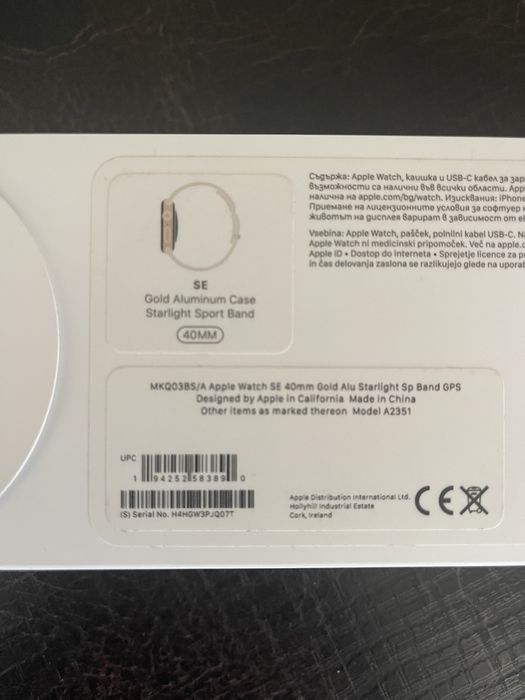 SE
Gold Aluminum Case
Starlight Sport Band
40MM
Съдържа: Apple Watch, каишка и USB-C кабел за
възможности са налични във всички области.
налична на apple.com/bg/watch. Изисквания: iPhone
Приемане на лицензионните условия за софтуер
животът на дисплея варират в зависимост от
Vsebina: Apple Watch, pašček, polnilni kabel USB-C.
Apple Watch ni medicinski pripomoček. Več na
Apple ID • Dostop do interneta • Sprejetje licence za
in čas delovanja zaslona se razlikujejo glede na
MKQ03BS/A Apple Watch SE 40mm Gold Alu Starlight Sp Band GPS
Designed by Apple in California Made in China
Other items as marked thereon Model A2351
UPC
1 94252 58389 0
(S) Serial No. H4HGW3PJQ07T
Apple Distribution International Ltd.
Hollyhill Industrial Estate
Cork, Ireland
CE